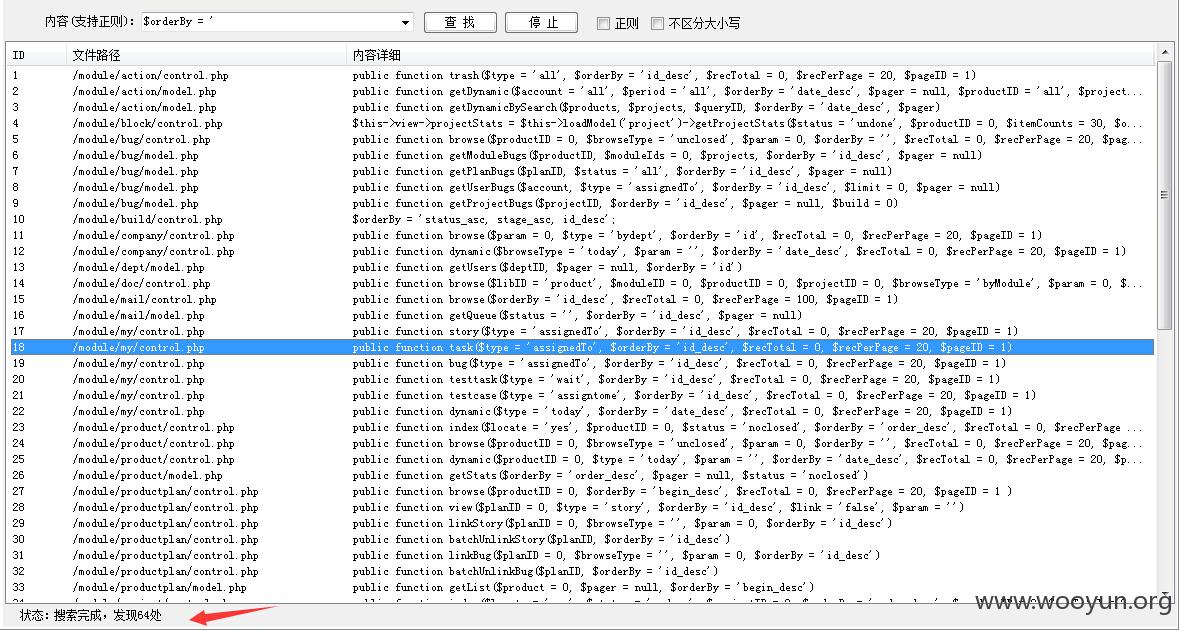 内容(支持正则): $orderBy = ' 查 找 停 止 正则 不区分大小写
ID 文件路径 内容详细
1 /module/action/control.php public function trash($type = 'all', $orderBy = 'id_desc', $recTotal = 0, $recPerPage = 20, $pageID = 1)
2 /module/action/model.php public function getDynamic($account = 'all', $period = 'all', $orderBy = 'date_desc', $pager = null, $productID = 'all', $project...
3 /module/action/model.php public function getDynamicBySearch($products, $projects, $queryID, $orderBy = 'date_desc', $pager)
4 /module/block/control.php $this->view->projectStats = $this->loadModel('project')->getProjectStats($status = 'undone', $productID = 0, $itemCounts = 30, $o...
5 /module/bug/control.php public function browse($productID = 0, $browseType = 'unclosed', $param = 0, $orderBy = '', $recTotal = 0, $recPerPage = 20, $pag...
6 /module/bug/model.php public function getModuleBugs($productID, $moduleIds = 0, $projects, $orderBy = 'id_desc', $pager = null)
7 /module/bug/model.php public function getPlanBugs($planID, $status = 'all', $orderBy = 'id_desc', $pager = null)
8 /module/bug/model.php public function getUserBugs($account, $type = 'assignedTo', $orderBy = 'id_desc', $limit = 0, $pager = null)
9 /module/bug/model.php public function getProjectBugs($projectID, $orderBy = 'id_desc', $pager = null, $build = 0)
10 /module/build/control.php $orderBy = 'status_asc, stage_asc, id_desc';
11 /module/company/control.php public function browse($param = 0, $type = 'bydept', $orderBy = 'id', $recTotal = 0, $recPerPage = 20, $pageID = 1)
12 /module/company/control.php public function dynamic($browseType = 'today', $param = '', $orderBy = 'date_desc', $recTotal = 0, $recPerPage = 20, $pageID = 1)
13 /module/dept/model.php public function getUsers($deptID, $pager = null, $orderBy = 'id')
14 /module/doc/control.php public function browse($libID = 'product', $moduleID = 0, $productID = 0, $projectID = 0, $browseType = 'byModule', $param = 0, $...
15 /module/mail/control.php public function browse($orderBy = 'id_desc', $recTotal = 0, $recPerPage = 100, $pageID = 1)
16 /module/mail/model.php public function getQueue($status = '', $orderBy = 'id_desc', $pager = null)
17 /module/my/control.php public function story($type = 'assignedTo', $orderBy = 'id_desc', $recTotal = 0, $recPerPage = 20, $pageID = 1)
18 /module/my/control.php public function task($type = 'assignedTo', $orderBy = 'id_desc', $recTotal = 0, $recPerPage = 20, $pageID = 1)
19 /module/my/control.php public function bug($type = 'assignedTo', $orderBy = 'id_desc', $recTotal = 0, $recPerPage = 20, $pageID = 1)
20 /module/my/control.php public function testtask($type = 'wait', $orderBy = 'id_desc', $recTotal = 0, $recPerPage = 20, $pageID = 1)
21 /module/my/control.php public function testcase($type = 'assigntome', $orderBy = 'id_desc', $recTotal = 0, $recPerPage = 20, $pageID = 1)
22 /module/my/control.php public function dynamic($type = 'today', $orderBy = 'date_desc', $recTotal = 0, $recPerPage = 20, $pageID = 1)
23 /module/product/control.php public function index($locate = 'yes', $productID = 0, $status = 'noclosed', $orderBy = 'order_desc', $recTotal = 0, $recPerPage ...
24 /module/product/control.php public function browse($productID = 0, $browseType = 'unclosed', $param = 0, $orderBy = '', $recTotal = 0, $recPerPage = 20, $pag...
25 /module/product/control.php public function dynamic($productID = 0, $type = 'today', $param = '', $orderBy = 'date_desc', $recTotal = 0, $recPerPage = 20, $p...
26 /module/product/model.php public function getStats($orderBy = 'order_desc', $pager = null, $status = 'noclosed')
27 /module/productplan/control.php public function browse($productID = 0, $orderBy = 'begin_desc', $recTotal = 0, $recPerPage = 20, $pageID = 1 )
28 /module/productplan/control.php public function view($planID = 0, $type = 'story', $orderBy = 'id_desc', $link = 'false', $param = '')
29 /module/productplan/control.php public function linkStory($planID = 0, $browseType = '', $param = 0, $orderBy = 'id_desc')
30 /module/productplan/control.php public function batchUnlinkStory($planID, $orderBy = 'id_desc')
31 /module/productplan/control.php public function linkBug($planID = 0, $browseType = '', $param = 0, $orderBy = 'id_desc')
32 /module/productplan/control.php public function batchUnlinkBug($planID, $orderBy = 'id_desc')
33 /module/productplan/model.php public function getList($product = 0, $pager = null, $orderBy = 'begin_desc')
状态：搜索完成，发现64处
www.wooyun.org